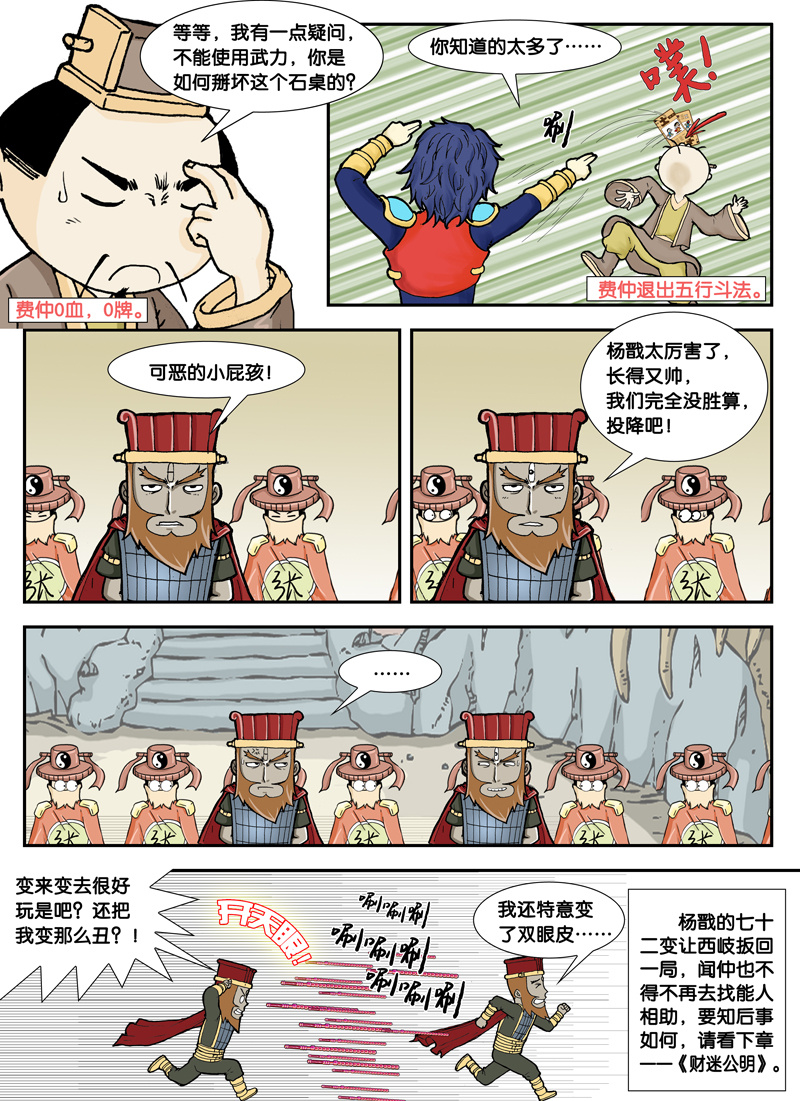 等等，我有一点疑问，
不能使用武力，你是
如何掰坏这个石桌的？
费仲0血，0牌。
你知道的太多了……
唰
噗！
费仲退出五行斗法。
可恶的小屁孩！
张
杨戬太厉害了，
长得又帅，
我们完全没胜算，
投降吧！
张
……
张
张
张
张
张
变来变去很好
玩是吧？还把
我变那么丑？！
开天眼！
唰唰唰
唰唰唰
唰唰唰
我还特意变
了双眼皮……
杨戬的七十
二变让西岐扳回
一局，闻仲也不
得不再去找能人
相助，要知后事
如何，请看下章
——《财迷公明》。